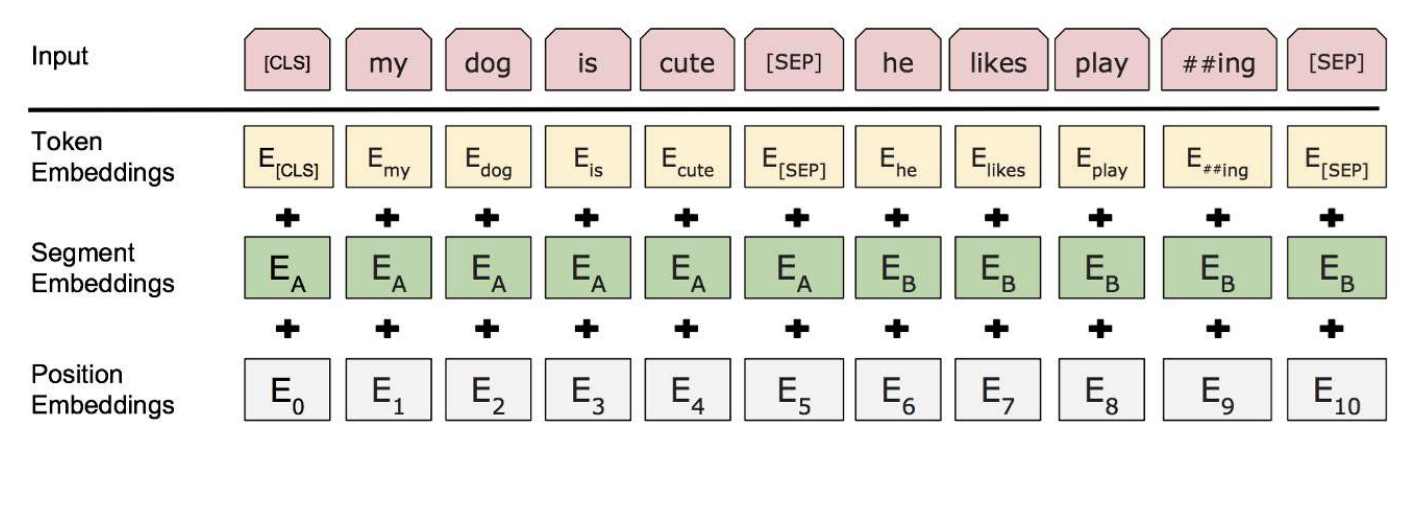 Input [CLS] my dog is cute [SEP] he likes play ##ing [SEP]
Token
Embeddings E[CLS] Emy Edog Eis Ecute E[SEP] Ehe Elikes Eplay E##ing E[SEP]
+ + + + + + + + + + +
Segment
Embeddings EA EA EA EA EA EA EB EB EB EB EB
+ + + + + + + + + + +
Position
Embeddings E0 E1 E2 E3 E4 E5 E6 E7 E8 E9 E10